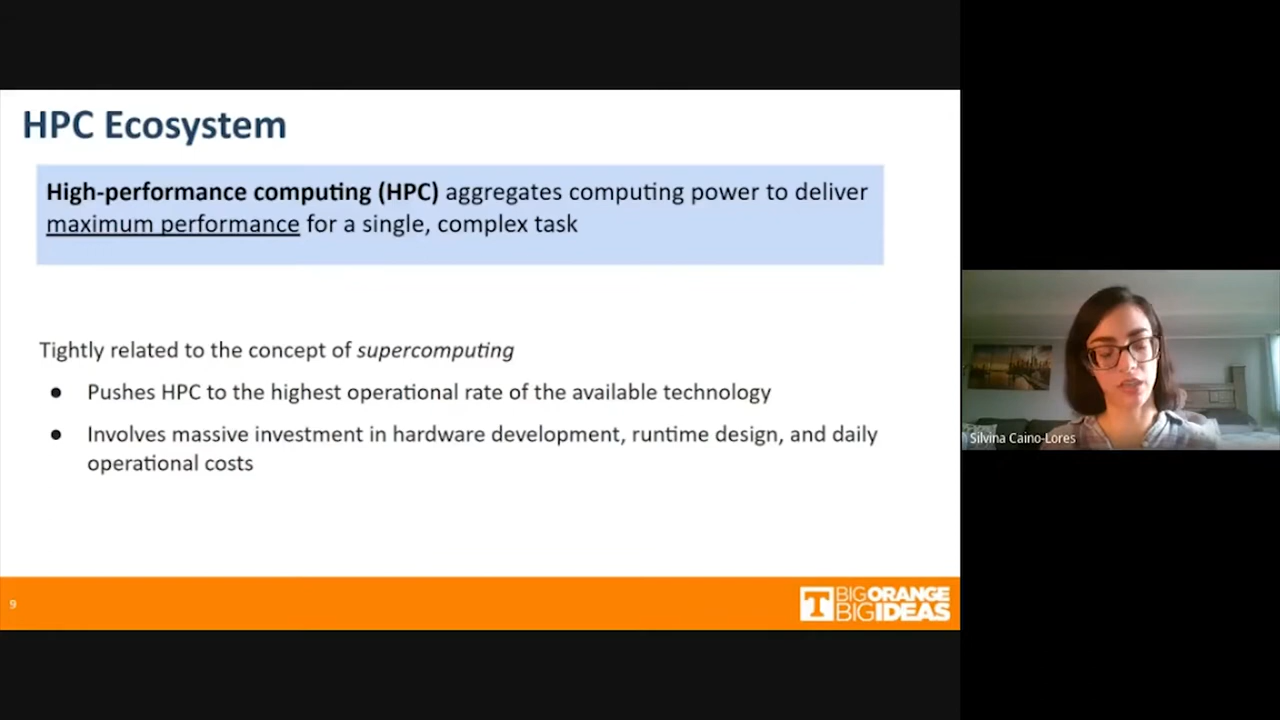 HPC Ecosystem
High-performance computing (HPC) aggregates computing power to deliver
maximum performance for a single, complex task
Tightly related to the concept of supercomputing
● Pushes HPC to the highest operational rate of the available technology
● Involves massive investment in hardware development, runtime design, and daily
operational costs
9
T BIG ORANGE
BIG IDEAS
Silvina Caino-Lores